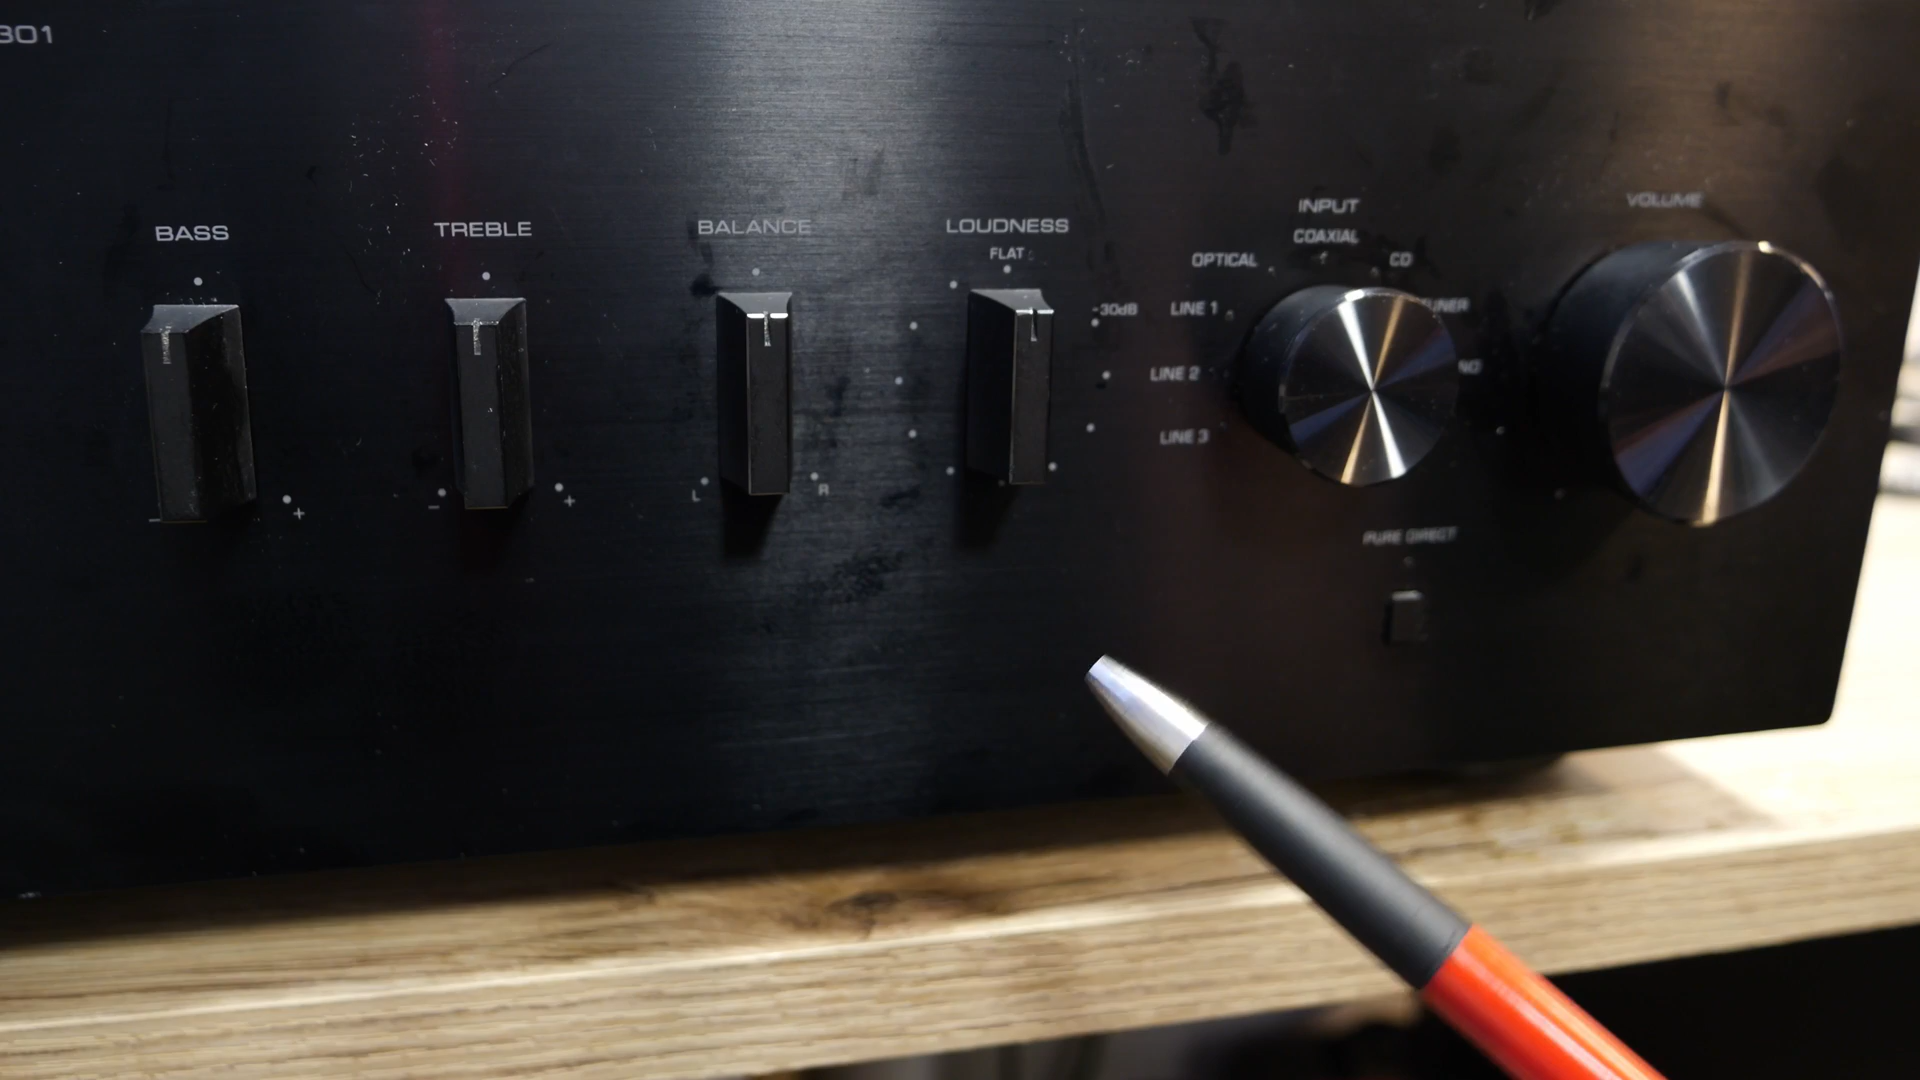 301
BASS
TREBLE
BALANCE
LOUDNESS
FLAT
-30dB
L
R
- +
- +
INPUT
COAXIAL
OPTICAL
CD
LINE 1
LINE 2
LINE 3
VOLUME
PURE DIRECT